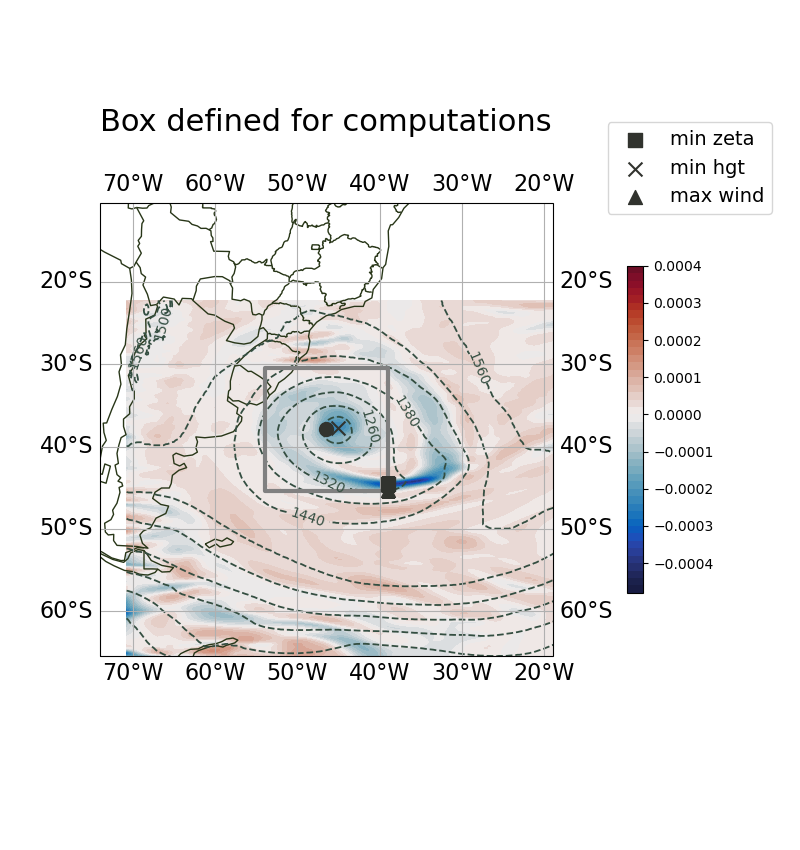 Box defined for computations
min zeta
min hgt
max wind
70°W 60°W 50°W 40°W 30°W 20°W
20°S 20°S
30°S 30°S
40°S 40°S
50°S 50°S
60°S 60°S
70°W 60°W 50°W 40°W 30°W 20°W
1500
1560
1560
1380
1260
1320
1440
0.0004
0.0003
0.0002
0.0001
0.0000
−0.0001
−0.0002
−0.0003
−0.0004